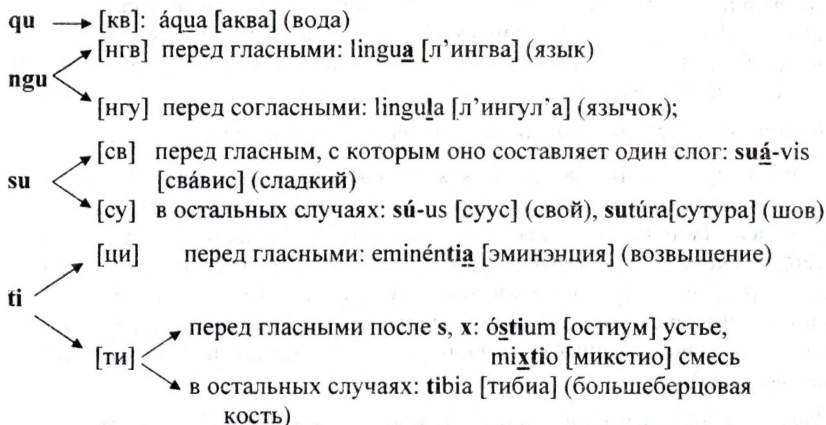 qu → [кв]: áqua [аква] (вода)
[нгв] перед гласными: lingua [л’ингва] (язык)
ngu
[нгу] перед согласными: lingula [л’ингул`а] (язычок);
[св] перед гласным, с которым оно составляет один слог: suá-vis
su
[свáвис] (сладкий)
[су] в остальных случаях: sú-us [суус] (свой), sutúra[сутура] (шов)
[ци] перед гласными: eminéntia [эминэнция] (возвышение)
ti
перед гласными после s, x: óstium [остиум] устье,
[ти]
mixtio [микстио] смесь
в остальных случаях: tibia [тибиа] (большеберцовая
кость)